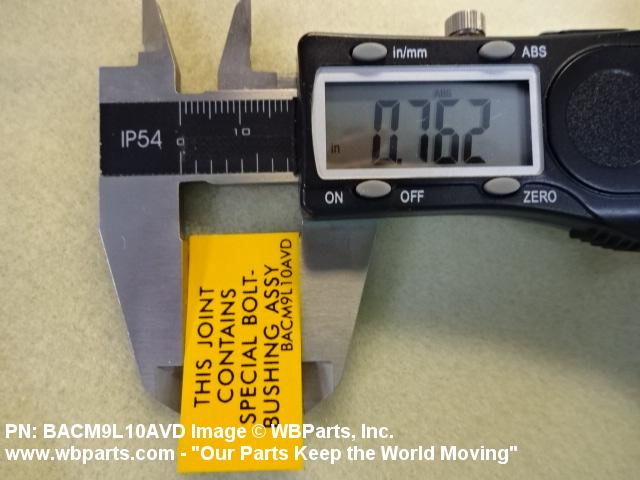 in/mm
ABS
ABS
IP54
0
10
in
0.762
ON
OFF
ZERO
THIS JOINT
CONTAINS
SPECIAL BOLT-
BUSHING ASSY
BACM9L10AVD
PN: BACM9L10AVD Image © WBParts, Inc.
www.wbparts.com - "Our Parts Keep the World Moving"